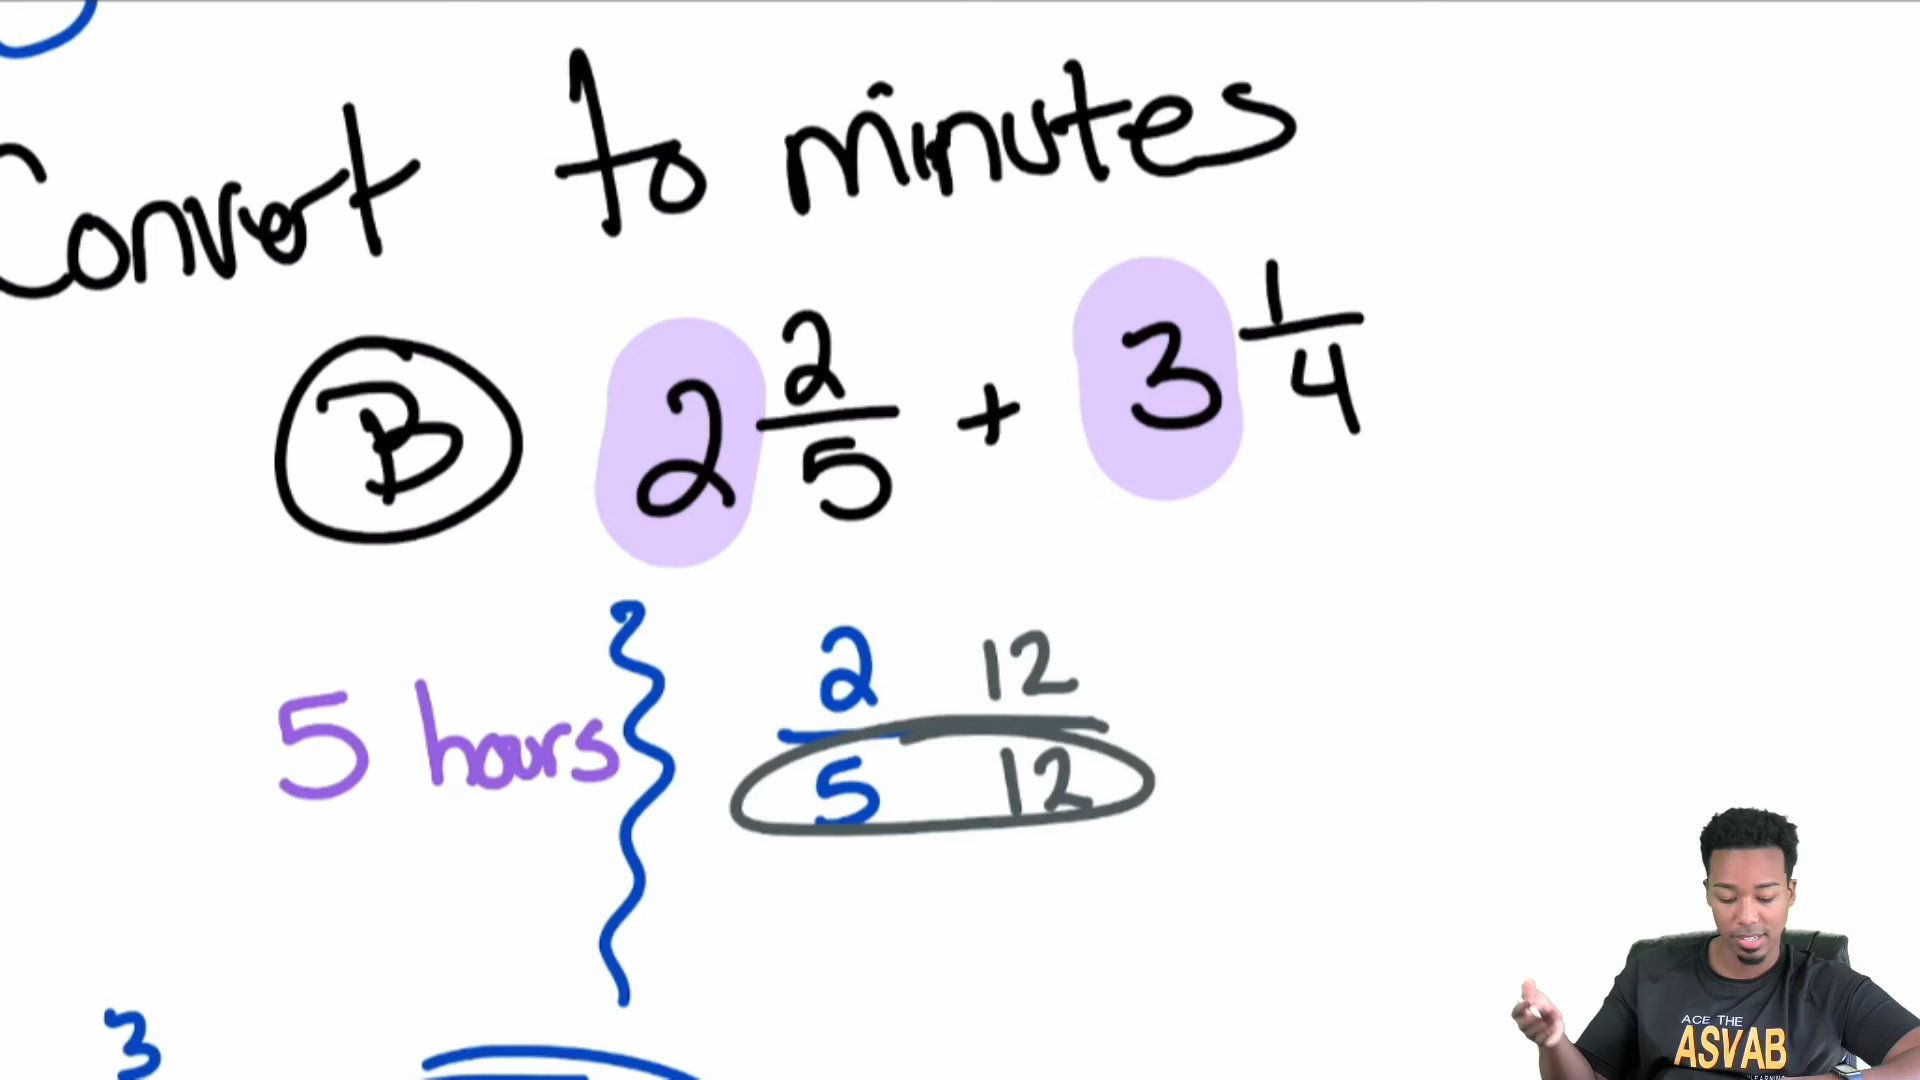 Convert to minutes
B 2 2/5 + 3 1/4
5 hours
2 12
5 12
3
ACE THE
ASVAB